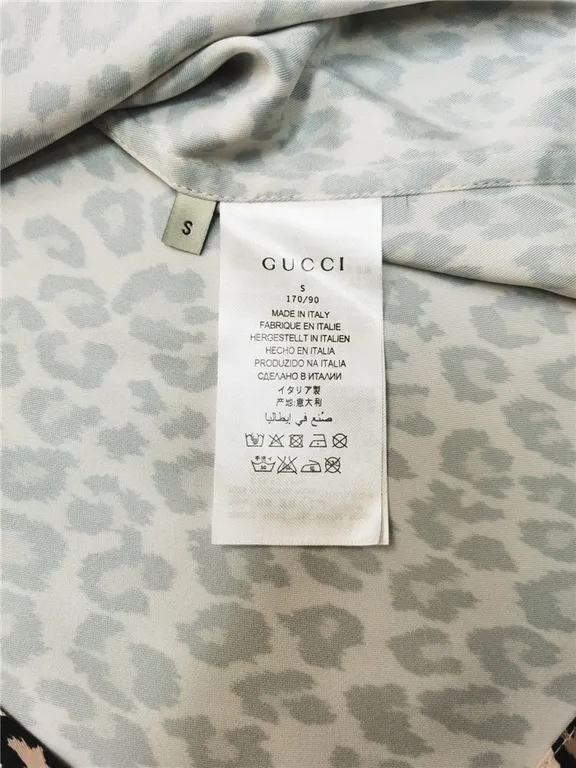 S
GUCCI
S
170/90
MADE IN ITALY
FABRIQUE EN ITALIE
HERGESTELLT IN ITALIEN
HECHO EN ITALIA
PRODUZIDO NA ITALIA
СДЕЛАНО В ИТАЛИИ
イタリア製
产地:意大利
صُنع في إيطاليا